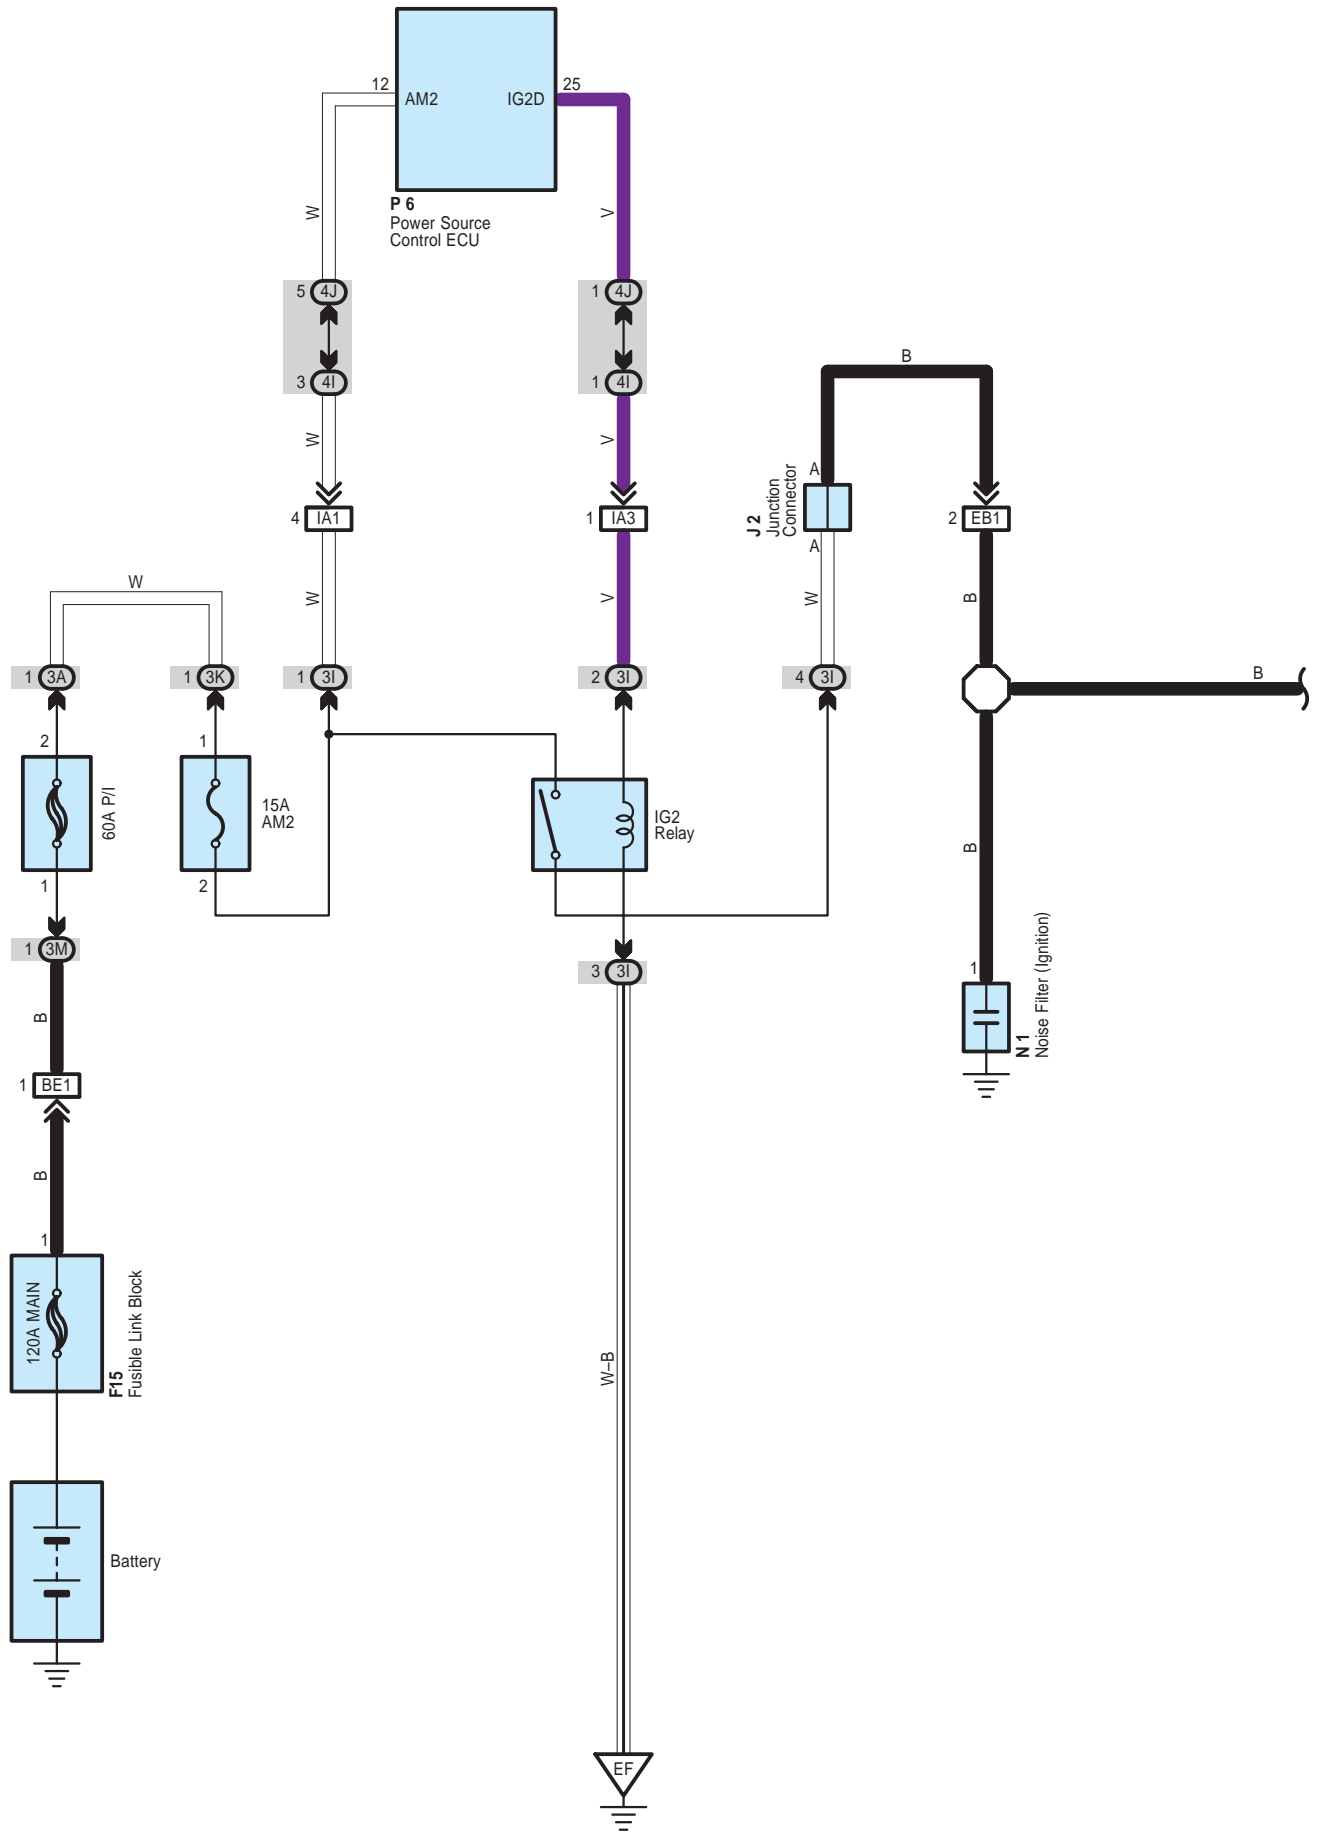 12
25
AM2
IG2D
P 6
Power Source
Control ECU
W
V
5
4J
1
4J
3
4I
1
4I
B
W
V
A
J 2
Junction
Connector
4
IA1
1
IA3
2
EB1
A
W
W
V
W
B
1
3A
1
3K
1
3I
2
3I
4
3I
B
2
1
60A P/I
15A
AM2
IG2
Relay
B
1
2
1
3M
3
3I
1
N 1
Noise Filter (Ignition)
B
1
BE1
B
1
120A MAIN
F15
Fusible Link Block
W–B
Battery
EF